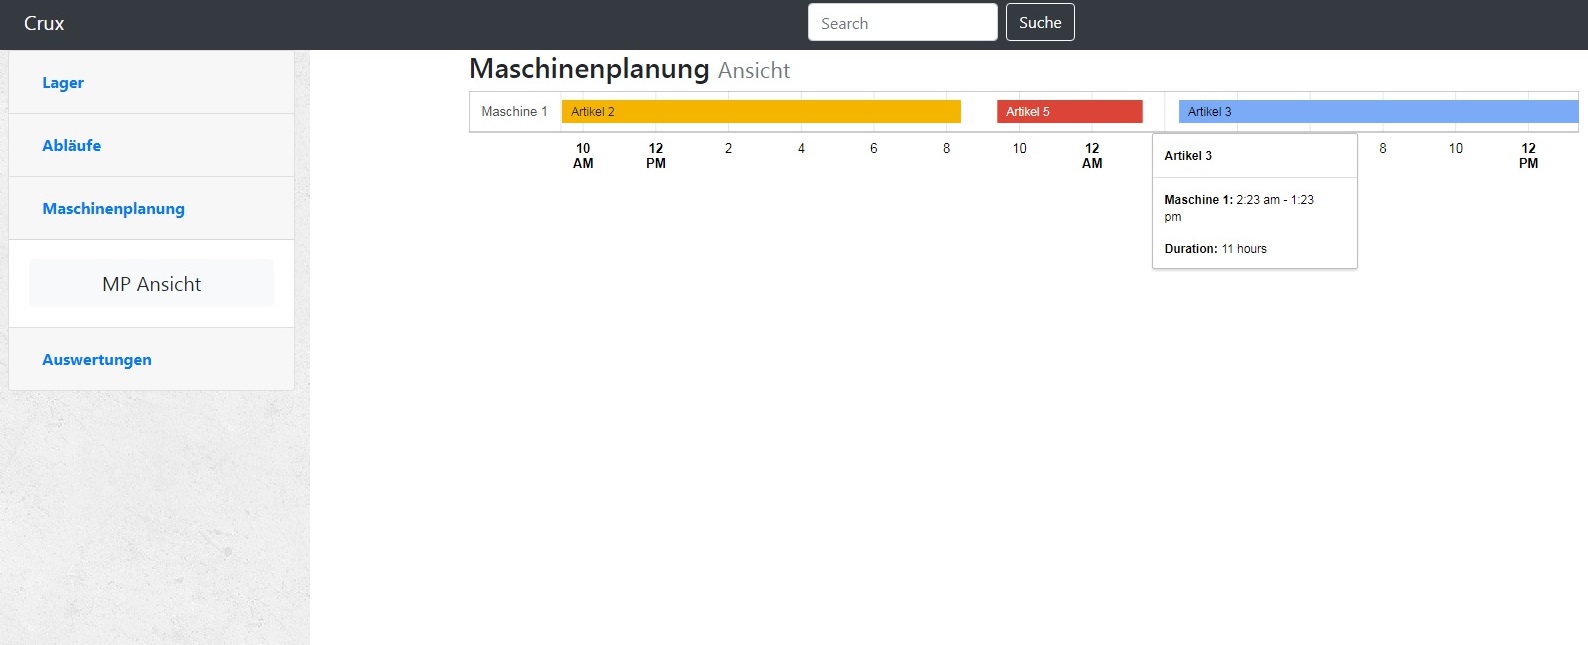 Crux
Search
Suche
Lager
Abläufe
Maschinenplanung
MP Ansicht
Auswertungen
Maschinenplanung Ansicht
Maschine 1
Artikel 2
Artikel 5
Artikel 3
10 AM
12 PM
2
4
6
8
10
12 AM
8
10
12 PM
Artikel 3
Maschine 1: 2:23 am - 1:23
pm
Duration: 11 hours